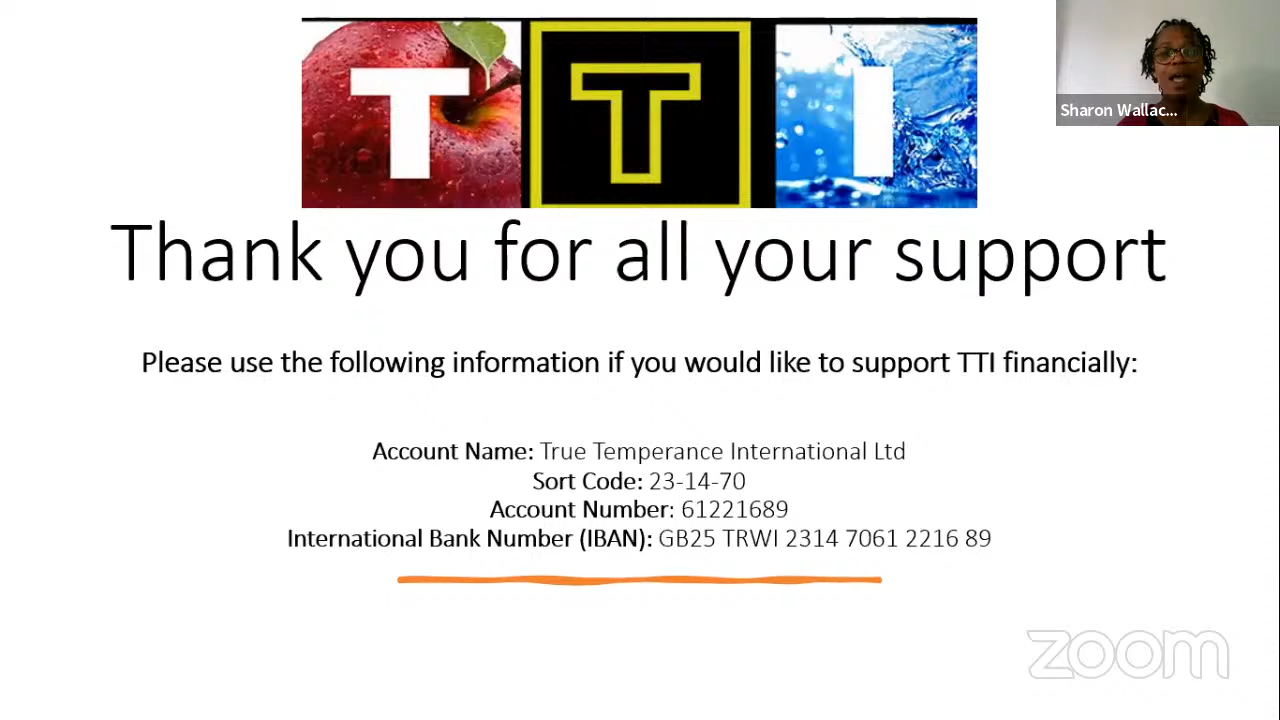 TTI
Sharon Wallac...
Thank you for all your support
Please use the following information if you would like to support TTI financially:
Account Name: True Temperance International Ltd
Sort Code: 23-14-70
Account Number: 61221689
International Bank Number (IBAN): GB25 TRWI 2314 7061 2216 89
zoom